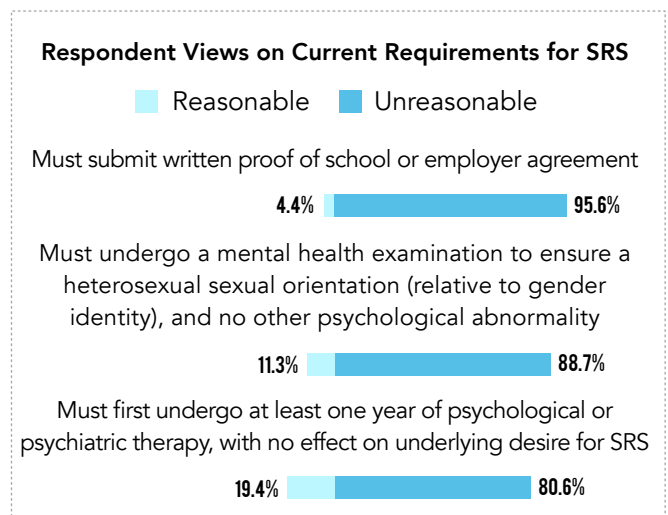 Respondent Views on Current Requirements for SRS
Reasonable Unreasonable
Must submit written proof of school or employer agreement
4.4% 95.6%
Must undergo a mental health examination to ensure a
heterosexual sexual orientation (relative to gender
identity), and no other psychological abnormality
11.3% 88.7%
Must first undergo at least one year of psychological or
psychiatric therapy, with no effect on underlying desire for SRS
19.4% 80.6%